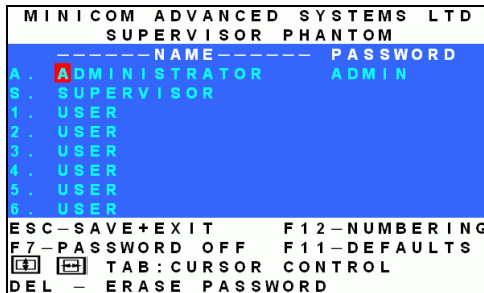 MINICOM ADVANCED SYSTEMS LTD
SUPERVISOR PHANTOM
------NAME------ PASSWORD
A. ADMINISTRATOR ADMIN
S. SUPERVISOR
1. USER
2. USER
3. USER
4. USER
5. USER
6. USER
ESC-SAVE+EXIT F12-NUMBERING
F7-PASSWORD OFF F11-DEFAULTS
TAB:CURSOR CONTROL
DEL - ERASE PASSWORD